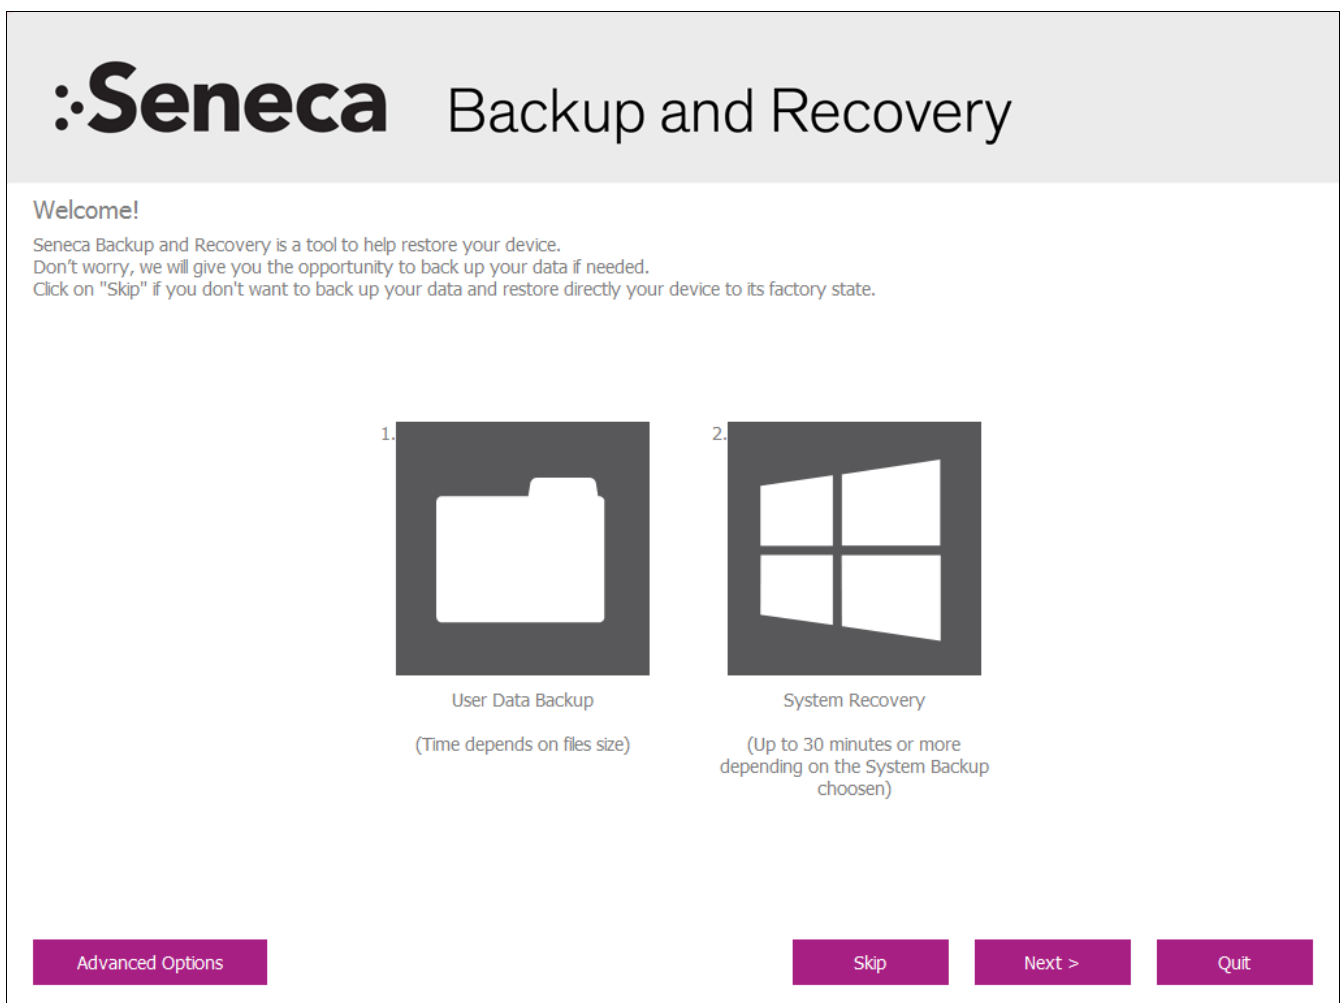 Seneca Backup and Recovery
Welcome!
Seneca Backup and Recovery is a tool to help restore your device.
Don't worry, we will give you the opportunity to back up your data if needed.
Click on "Skip" if you don't want to back up your data and restore directly your device to its factory state.
1.
2.
User Data Backup
(Time depends on files size)
System Recovery
(Up to 30 minutes or more
depending on the System Backup
choosen)
Advanced Options
Skip
Next >
Quit